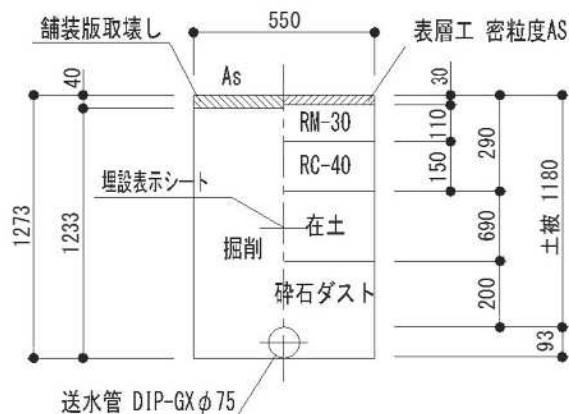 550
舗装版取壊し
表層工 密粒度AS
As
40
30
RM-30
110
290
RC-40
150
埋設表示シート
在土
掘削
1273
1233
690
土被 1180
砕石ダスト
200
93
送水管 DIP-GXφ75